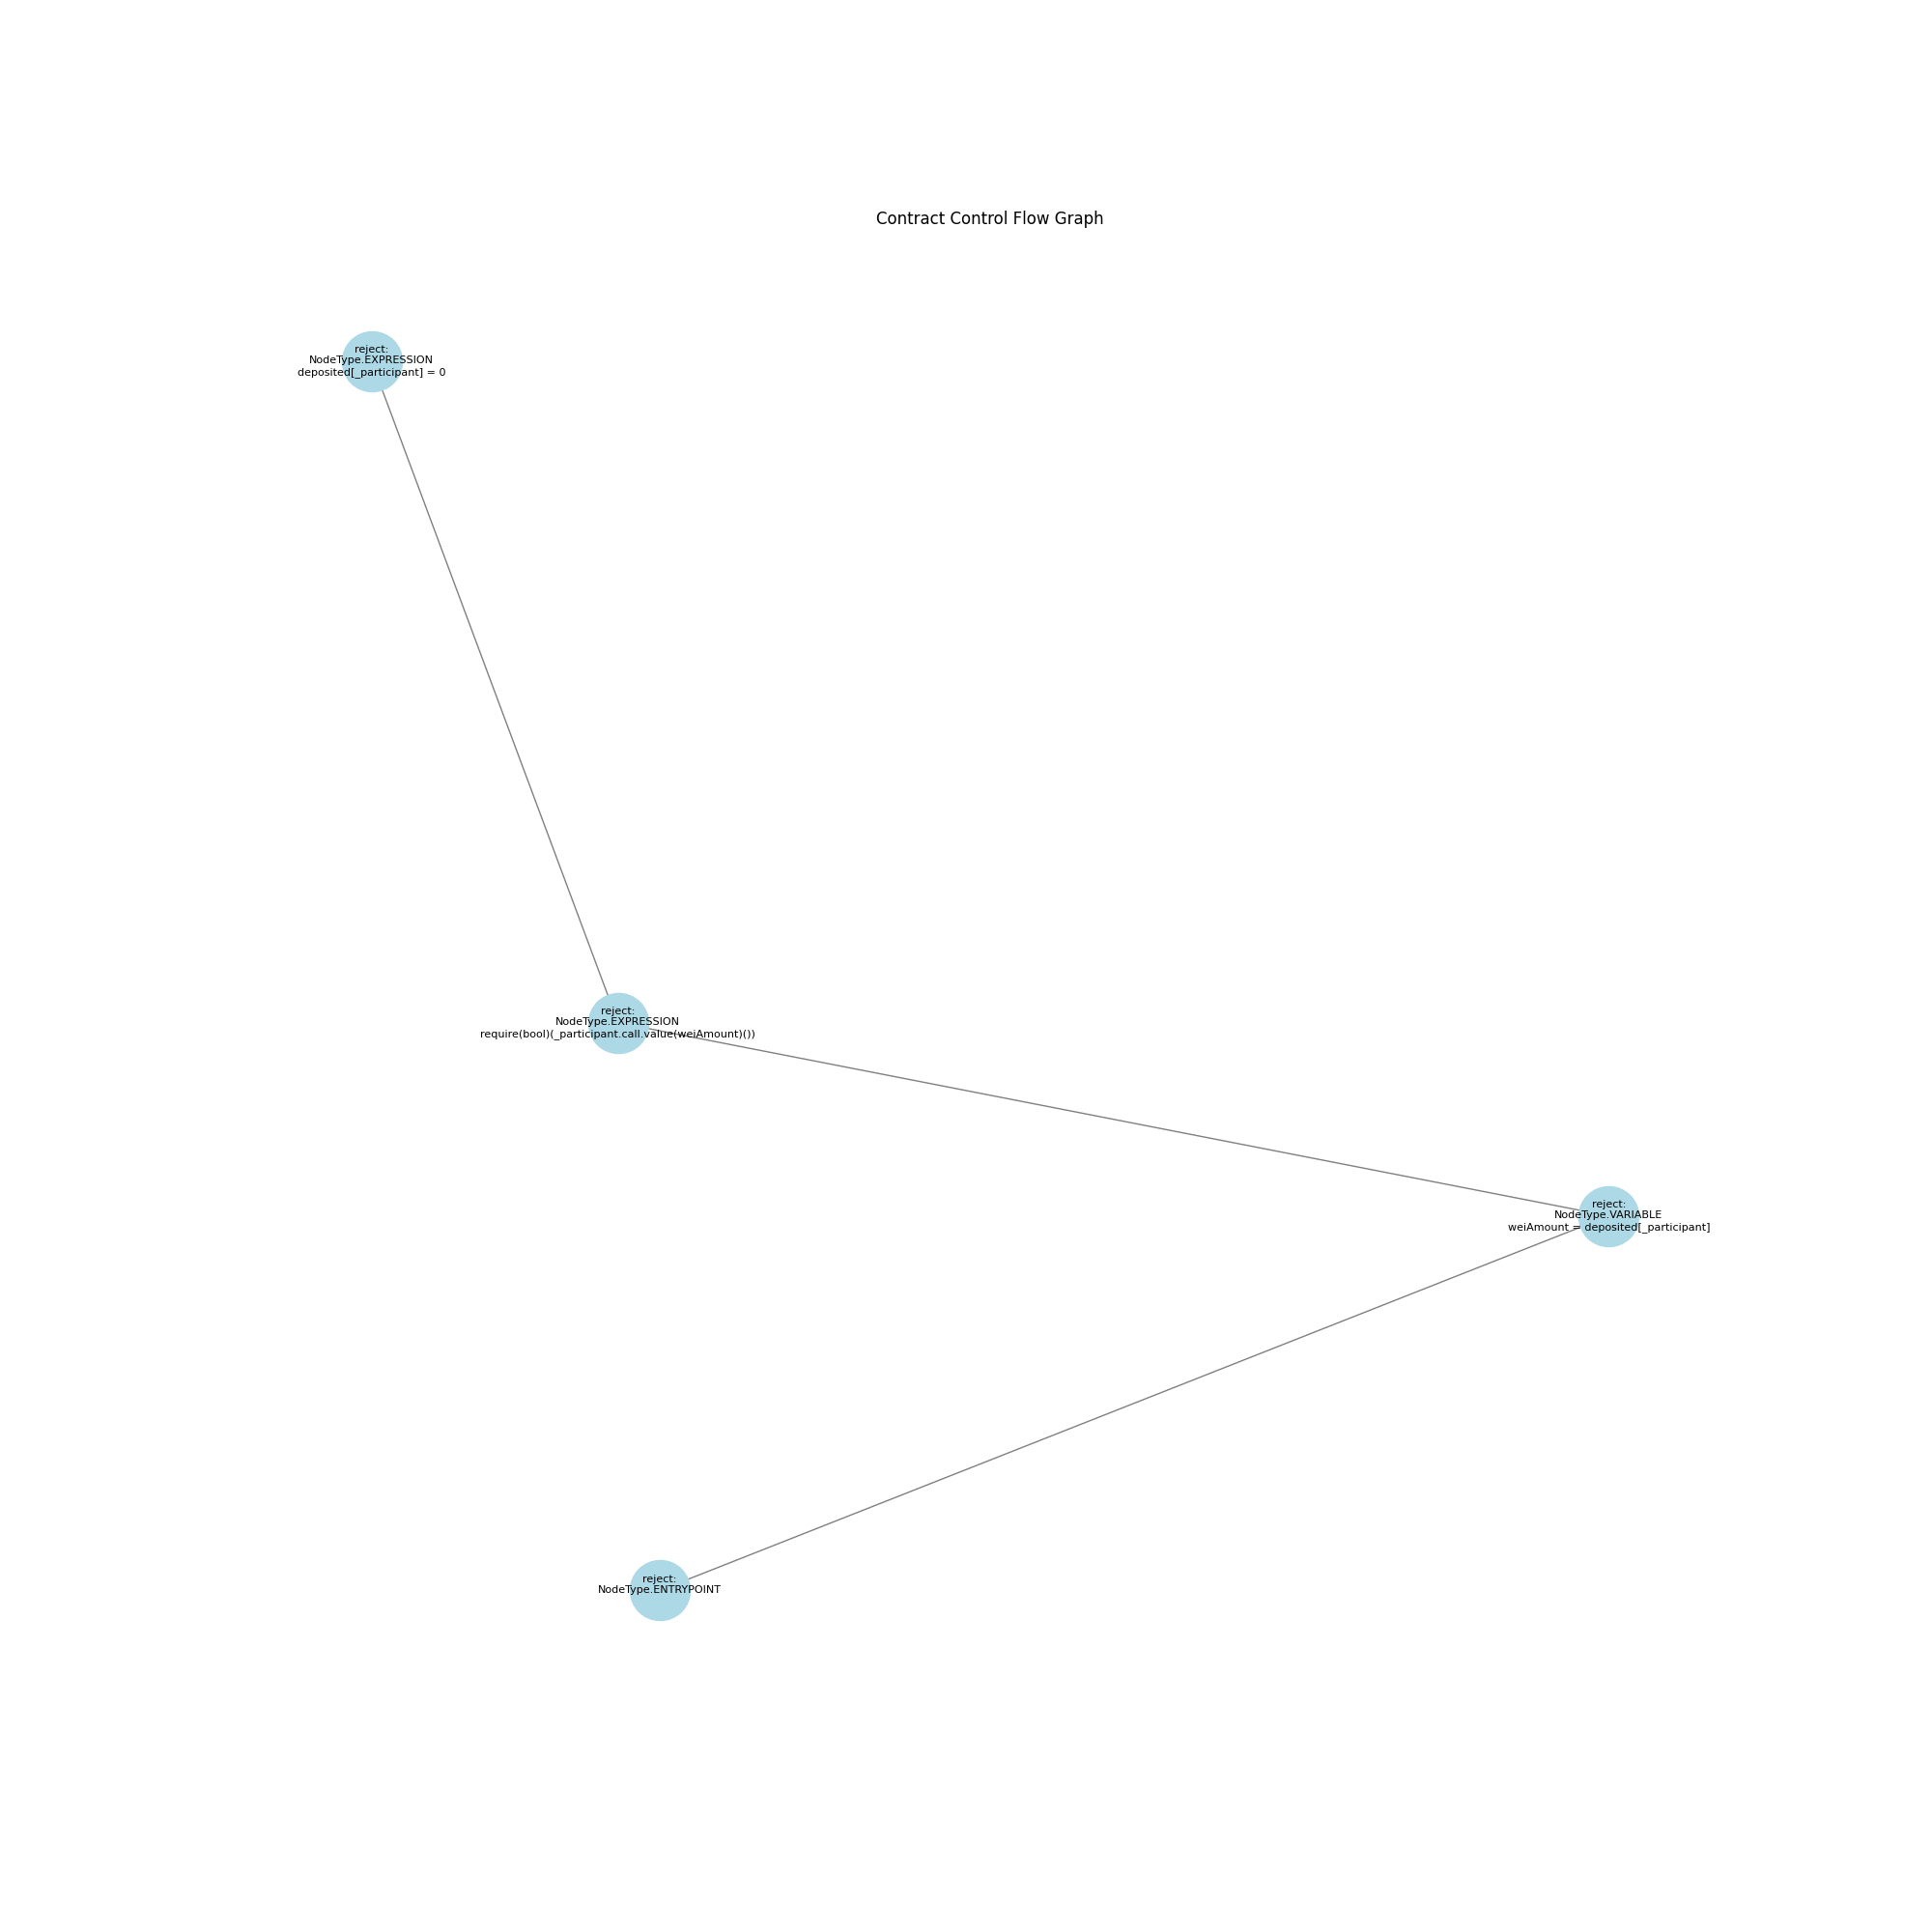 Contract Control Flow Graph
reject:
NodeType.EXPRESSION
deposited[_participant] = 0
reject:
NodeType.EXPRESSION
require(bool)(_participant.call.value(weiAmount)())
reject:
NodeType.VARIABLE
weiAmount = deposited[_participant]
reject:
NodeType.ENTRYPOINT